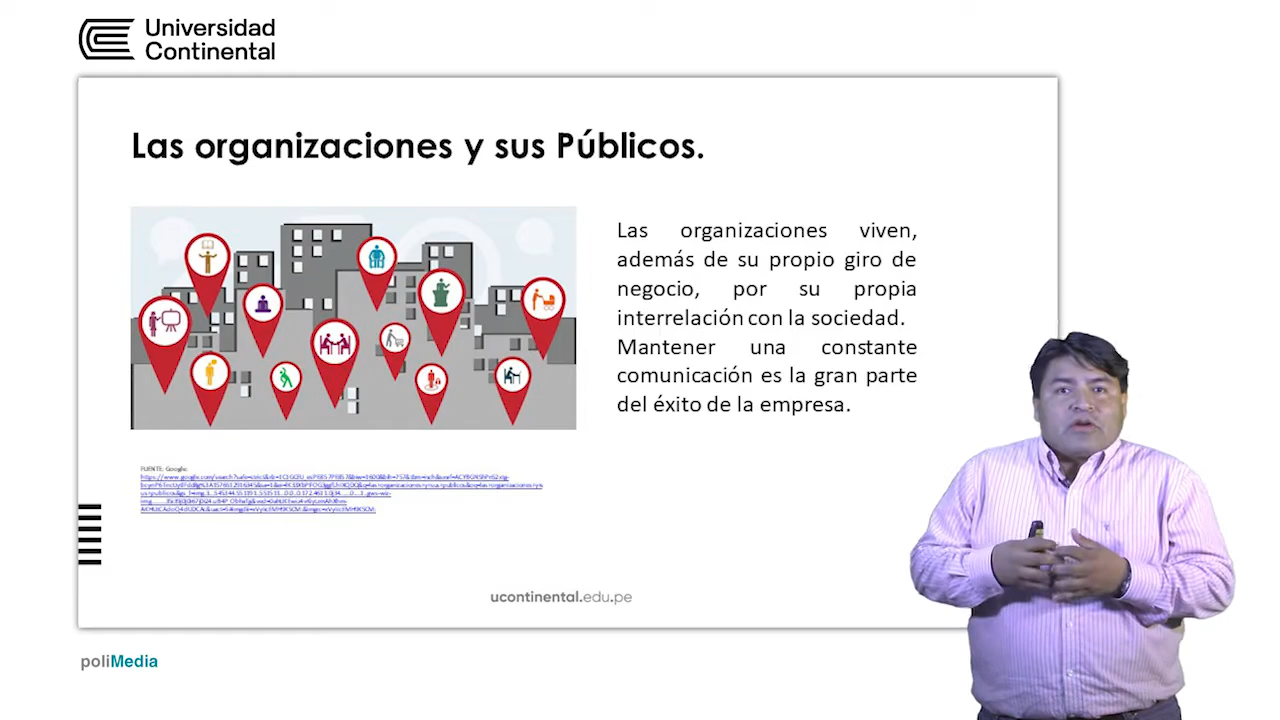 Universidad
Continental
Las organizaciones y sus Públicos.
Las organizaciones viven,
además de su propio giro de
negocio, por su propia
interrelación con la sociedad.
Mantener una constante
comunicación es la gran parte
del éxito de la empresa.
FUENTE: Google:
ucontinental.edu.pe
poliMedia